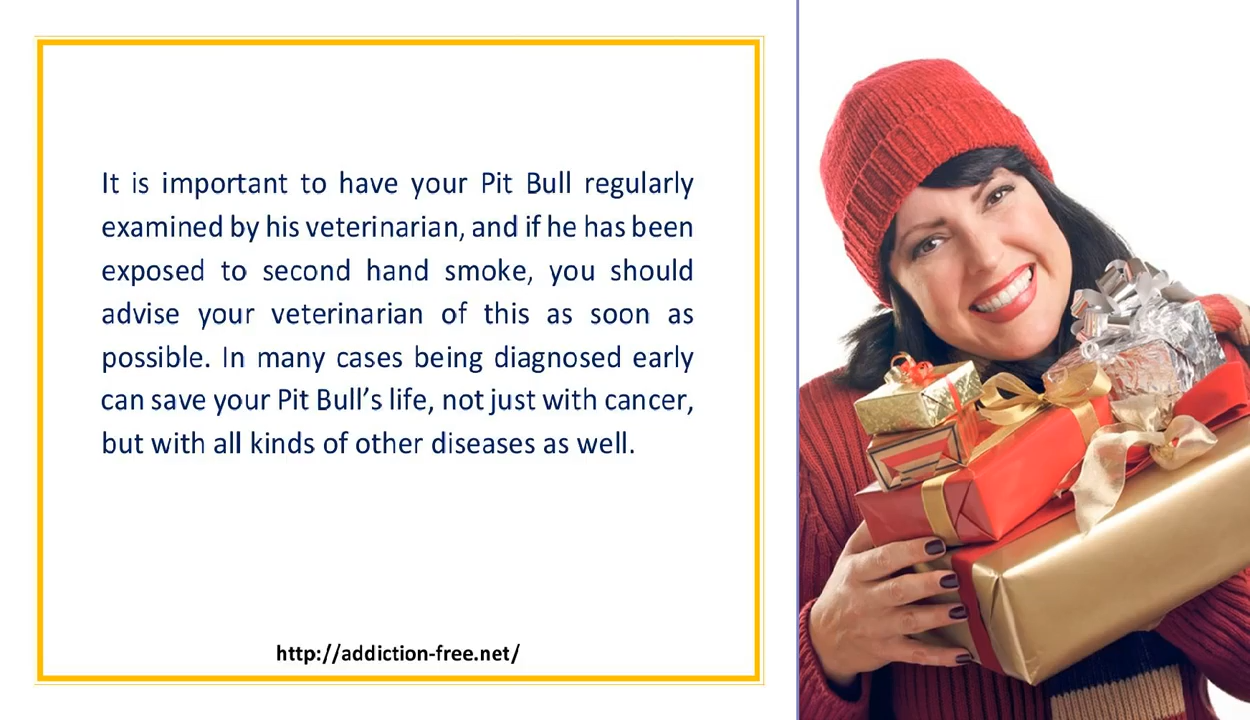 It is important to have your Pit Bull regularly
examined by his veterinarian, and if he has been
exposed to second hand smoke, you should
advise your veterinarian of this as soon as
possible. In many cases being diagnosed early
can save your Pit Bull’s life, not just with cancer,
but with all kinds of other diseases as well.
http://addiction-free.net/